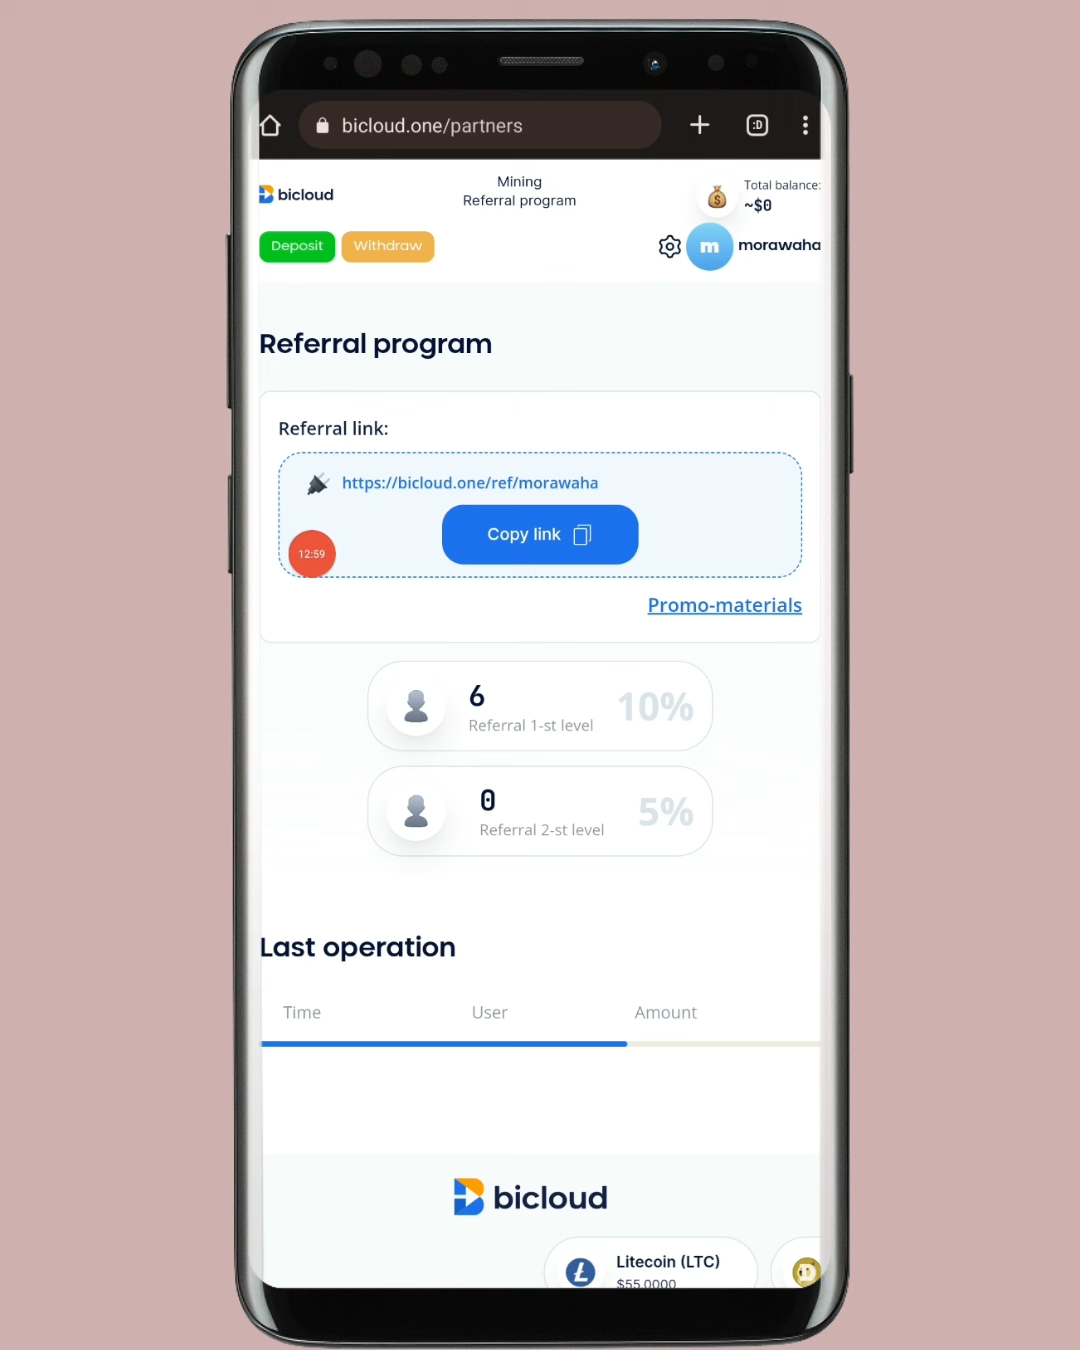 :D
bicloud.one/partners
bicloud
Mining
Referral program
Total balance:
~$0
Deposit
Withdraw
m
morawaha
Referral program
Referral link:
https://bicloud.one/ref/morawaha
Copy link
12:59
Promo-materials
6
Referral 1-st level
10%
0
Referral 2-st level
5%
Last operation
Time User Amount
bicloud
Litecoin (LTC)
$55.0000